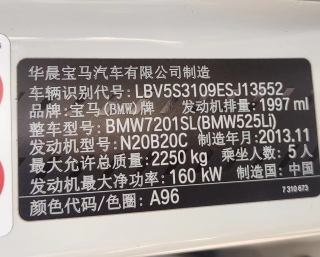 华晨宝马汽车有限公司制造
车辆识别代号: LBV5S3109ESJ13552
品牌: 宝马(BMW)牌 发动机排量: 1997 ml
整车型号: BMW7201SL(BMW525Li)
发动机型号: N20B20C 制造年月: 2013.11
最大允许总质量: 2250 kg 乘坐人数: 5人
发动机最大净功率: 160 kW 制造国: 中国
7 310 673
颜色代码/色圈: A96